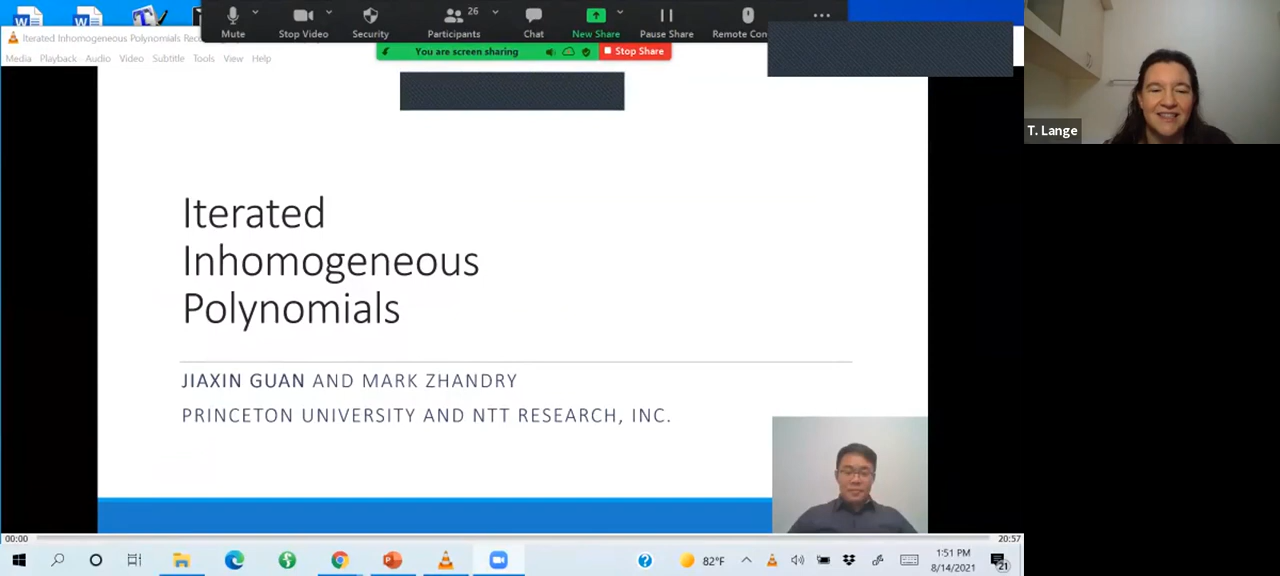 26
Mute
Stop Video
Security
Participants
Chat
New Share
Pause Share
Remote Con
You are screen sharing
Stop Share
Iterated Inhomogeneous Polynomials Rec
Media Playback Audio Video Subtitle Tools View Help
T. Lange
Iterated
Inhomogeneous
Polynomials
JIAXIN GUAN AND MARK ZHANDRY
PRINCETON UNIVERSITY AND NTT RESEARCH, INC.
00:00
20:57
82°F
1:51 PM
8/14/2021
21